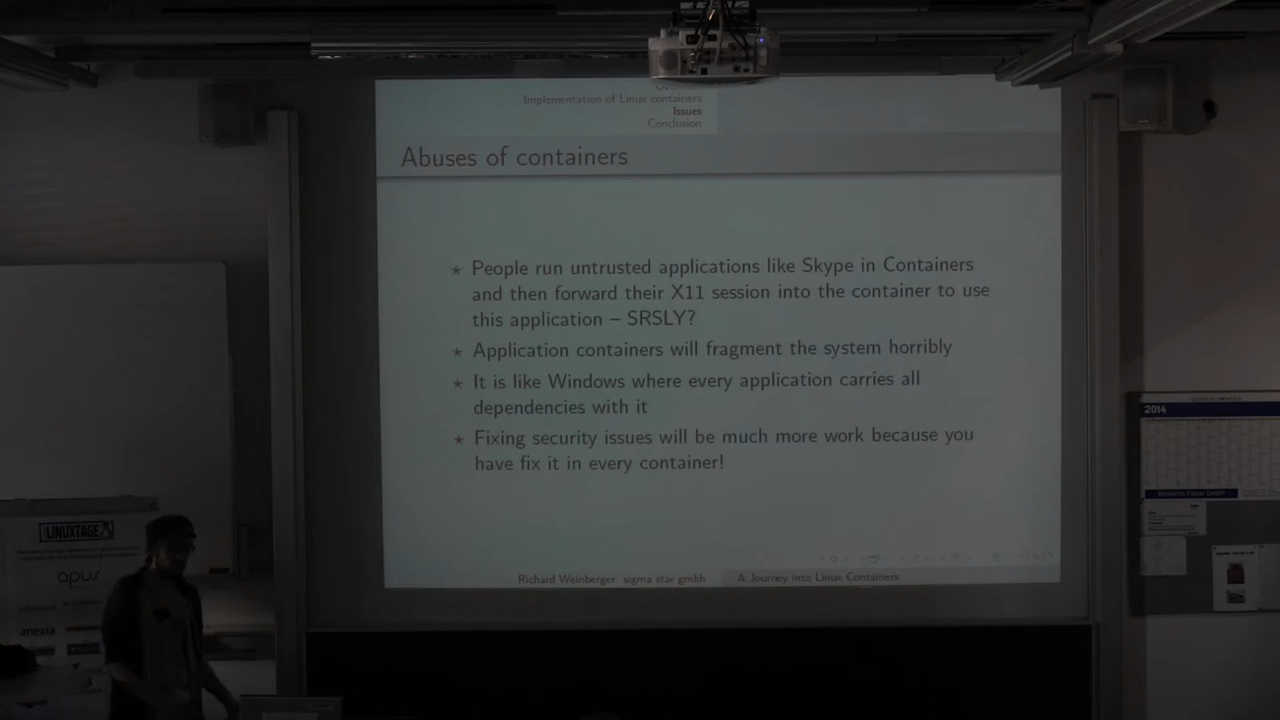 Implementation of Linux containers
Issues
Conclusion
Abuses of containers
★ People run untrusted applications like Skype in Containers
and then forward their X11 session into the container to use
this application – SRSLY?
★ Application containers will fragment the system horribly
★ It is like Windows where every application carries all
dependencies with it
★ Fixing security issues will be much more work because you
have fix it in every container!
Richard Weinberger sigma star gmbh
A Journey into Linux Containers
LINUXTAGE
apus
anexia
2014